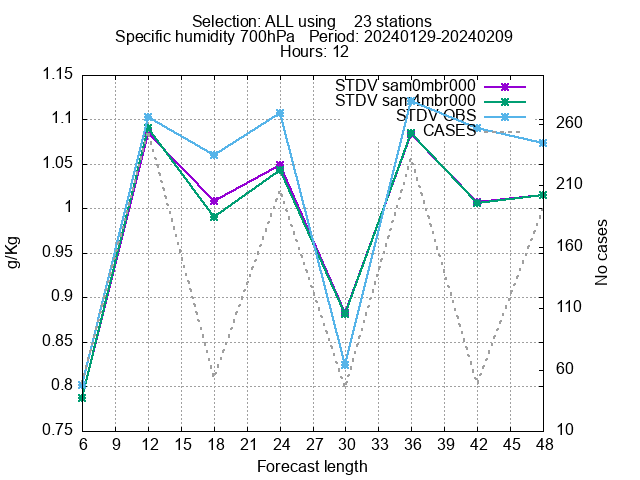 Selection: ALL using 23 stations
Specific humidity 700hPa Period: 20240129-20240209
Hours: 12
STDV sam0mbr000
STDV sam4mbr000
STDV OBS
CASES
1.15
1.1
1.05
1
0.95
0.9
0.85
0.8
0.75
g/Kg
260
210
160
110
60
10
No cases
6 9 12 15 18 21 24 27 30 33 36 39 42 45 48
Forecast length